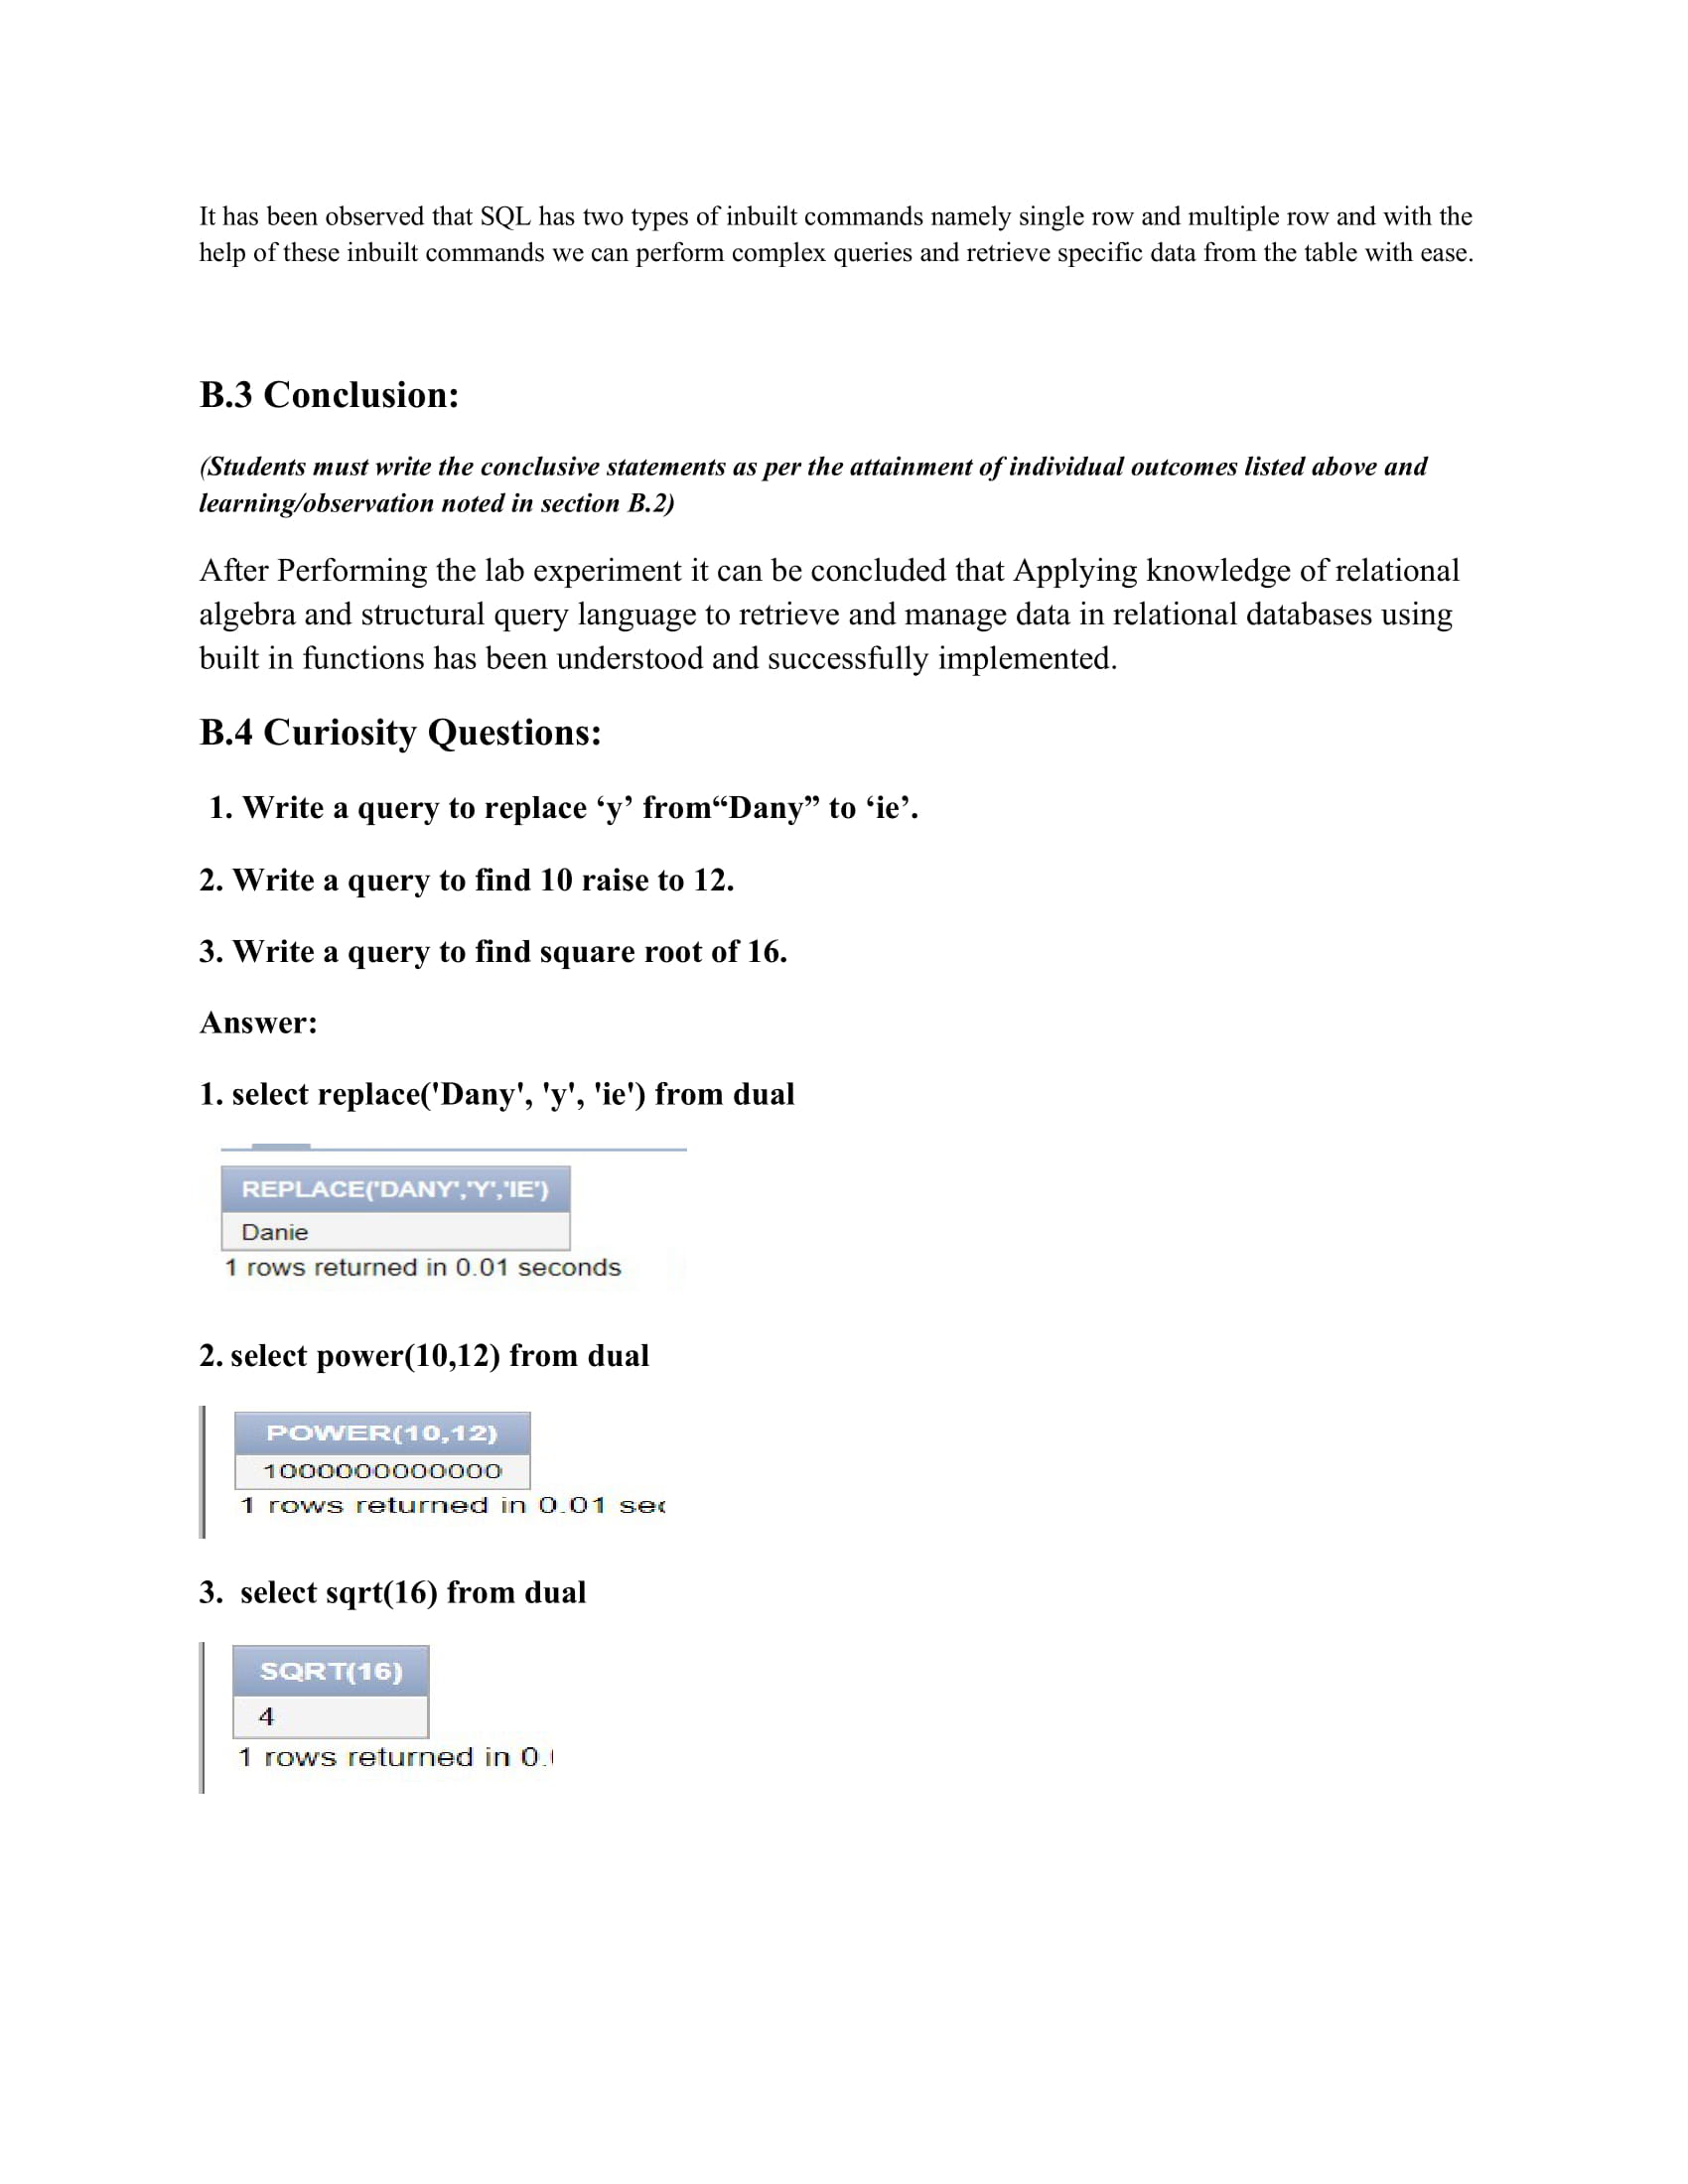 It has been observed that SQL has two types of inbuilt commands namely single row and multiple row and with the
help of these inbuilt commands we can perform complex queries and retrieve specific data from the table with ease.
B.3 Conclusion:
(Students must write the conclusive statements as per the attainment of individual outcomes listed above and
learning/observation noted in section B.2)
After Performing the lab experiment it can be concluded that Applying knowledge of relational
algebra and structural query language to retrieve and manage data in relational databases using
built in functions has been understood and successfully implemented.
B.4 Curiosity Questions:
1. Write a query to replace ‘y’ from“Dany” to ‘ie’.
2. Write a query to find 10 raise to 12.
3. Write a query to find square root of 16.
Answer:
1. select replace('Dany', 'y', 'ie') from dual
REPLACE('DANY','Y','IE')
Danie
1 rows returned in 0.01 seconds
2. select power(10,12) from dual
POWER(10,12)
1000000000000
1 rows returned in 0.01
3. select sqrt(16) from dual
SQRT(16)
4
1 rows returned in